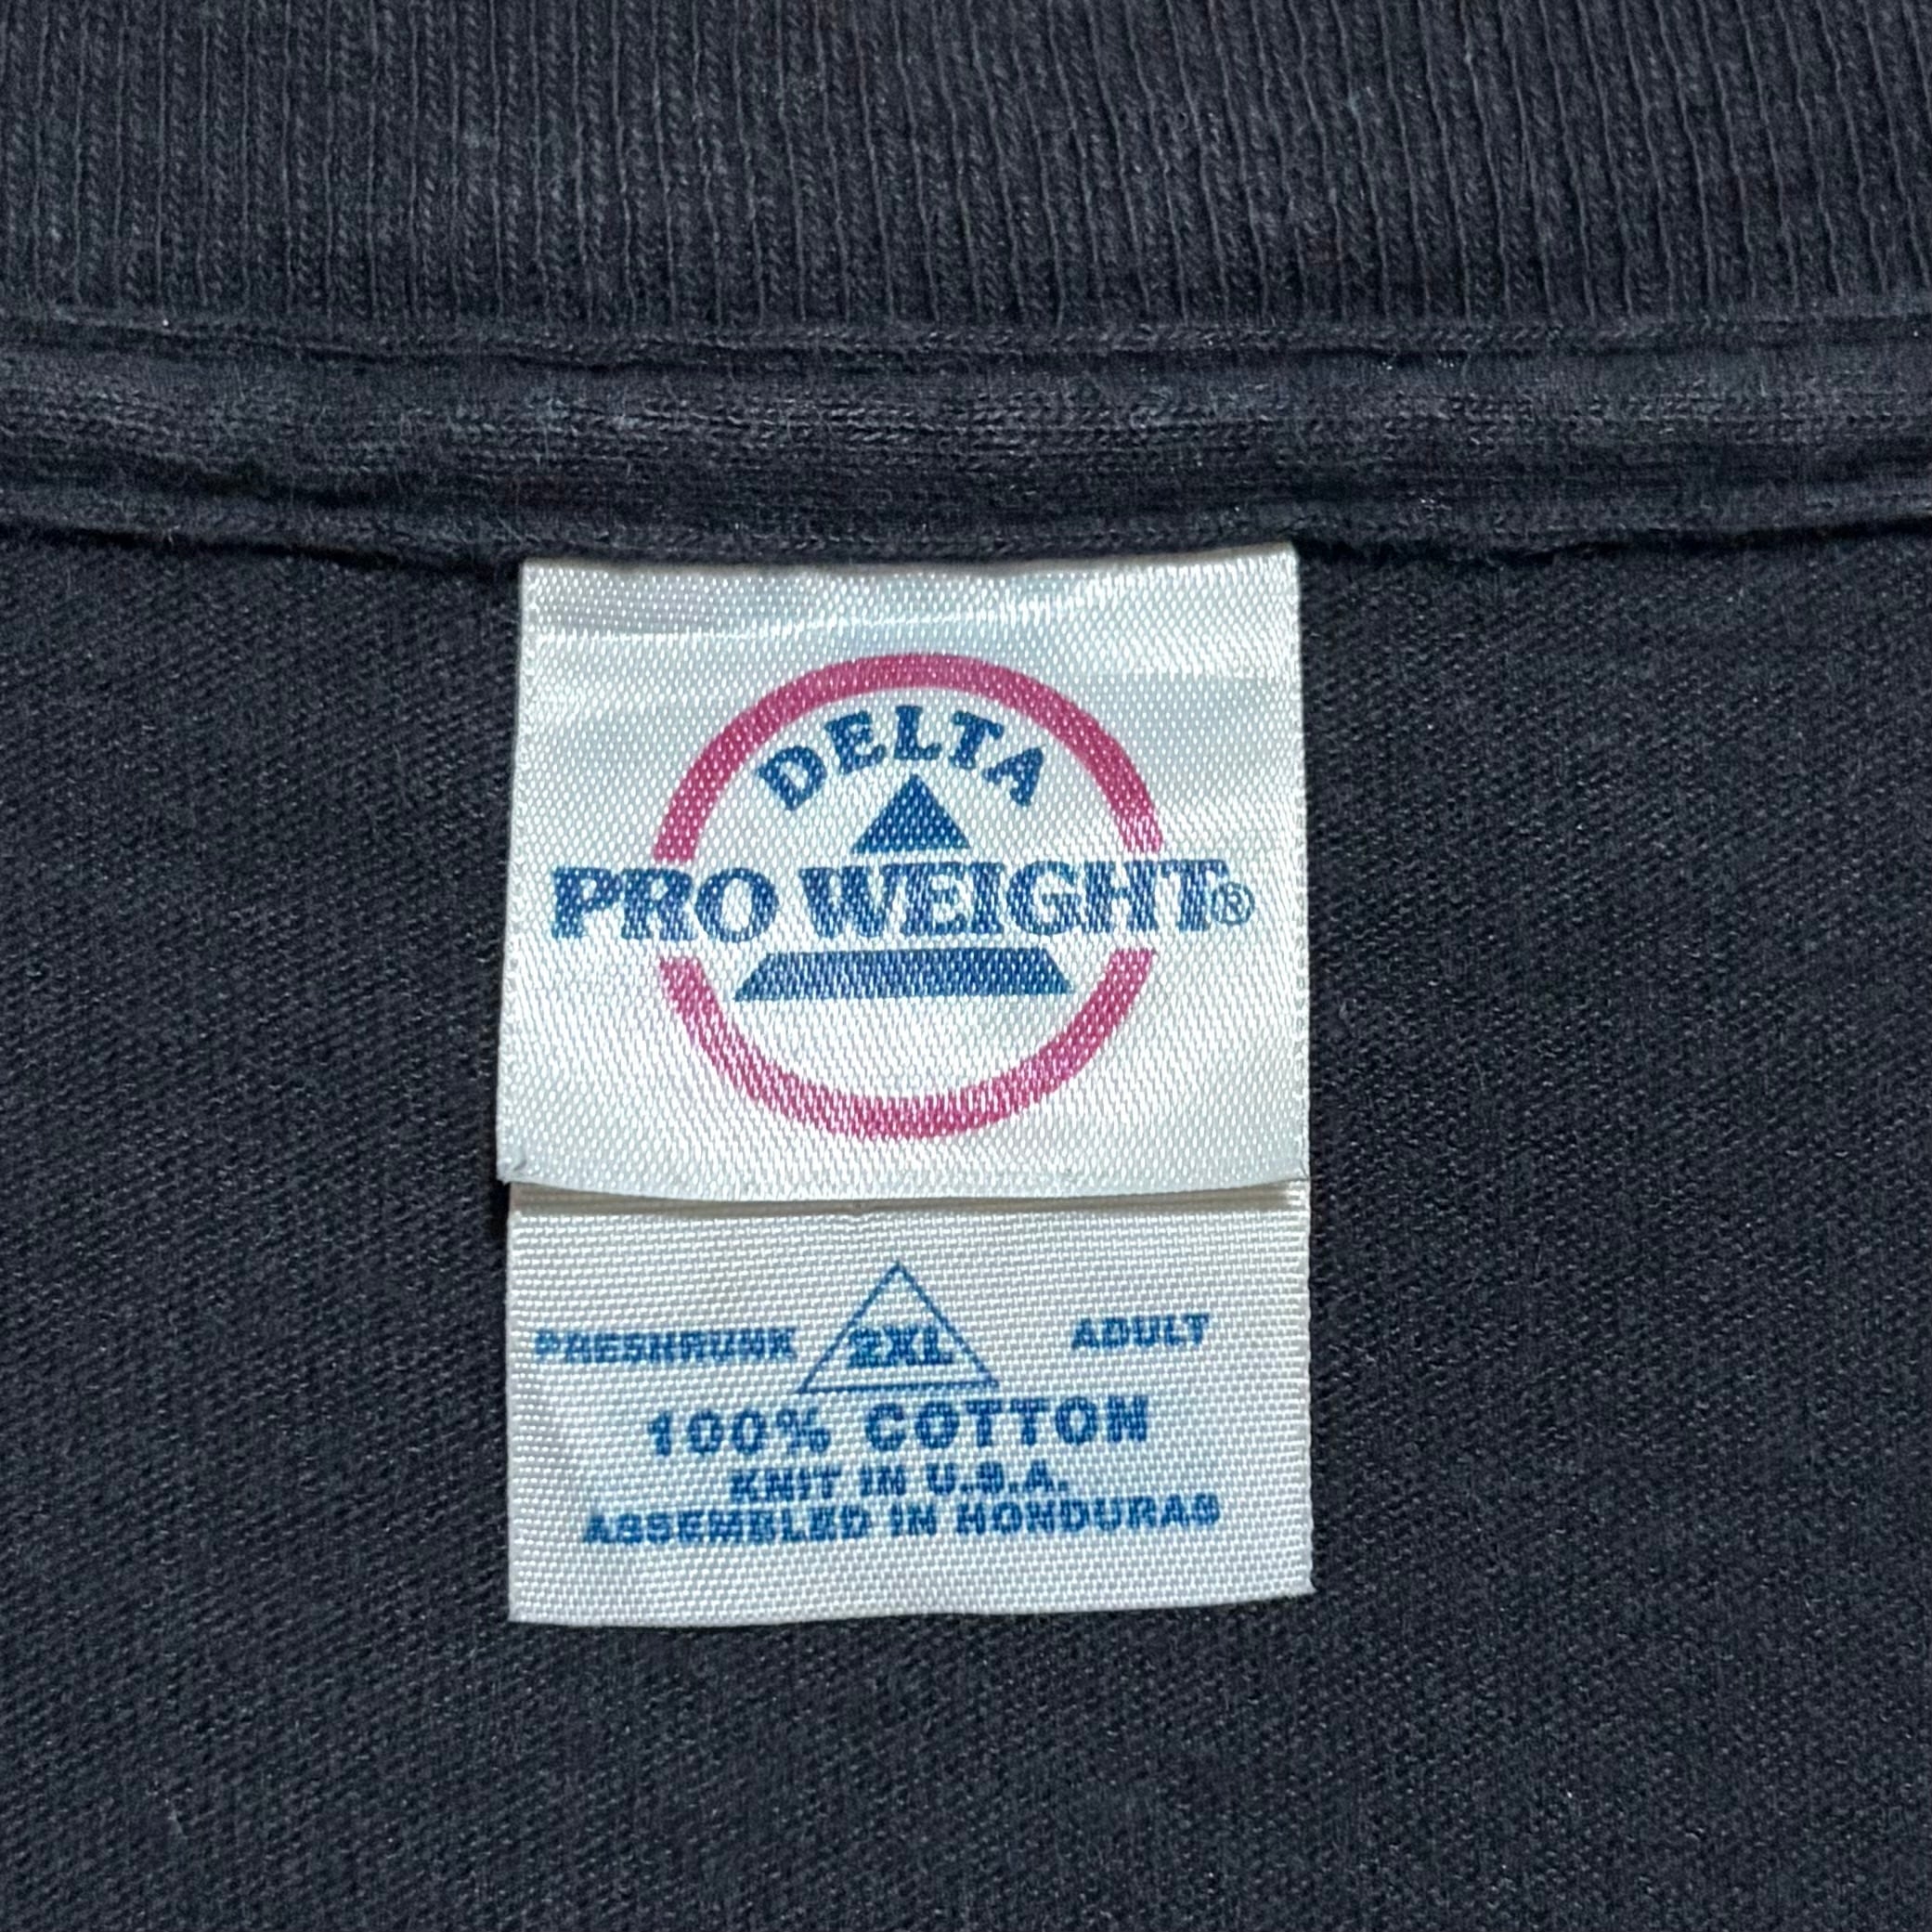 DELTA
PRO WEIGHT®
PRESHRUNK 2XL ADULT
100% COTTON
KNIT IN U.S.A.
ASSEMBLED IN HONDURAS